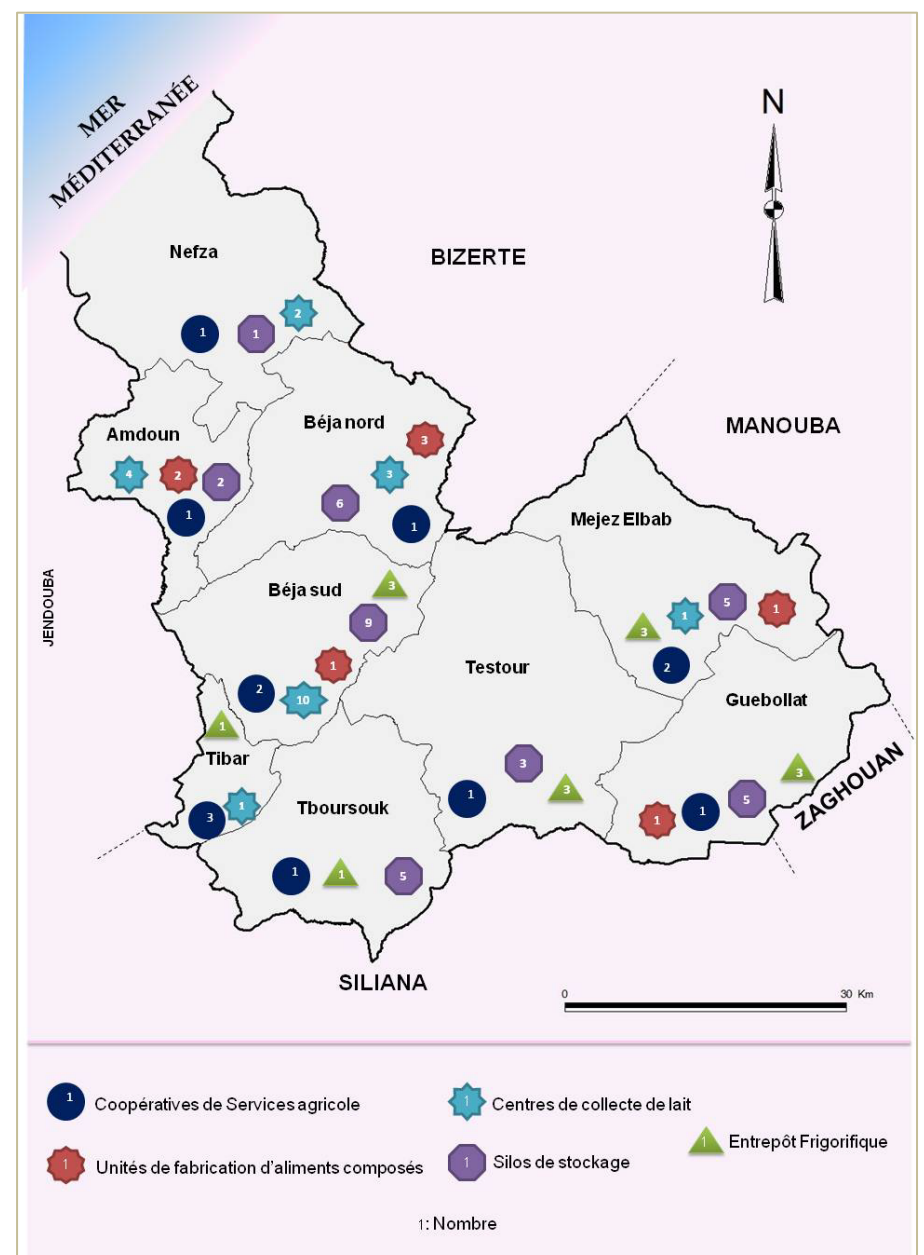 MER
MÉDITERRANÉE
N
Nefza
BIZERTE
1
1
2
Amdoun
Béja nord
MANOUBA
3
4
2
2
3
6
1
1
Mejez Elbab
JENDOUBA
Béja sud
3
9
1
5
1
3
2
1
2
10
Testour
Guebollat
1
Tibar
3
3
ZAGHOUAN
3
1
Tboursouk
1
3
1
1
5
1
1
5
SILIANA
0
30 Km
1 Coopératives de Services agricole
1 Centres de collecte de lait
1 Entrepôt Frigorifique
1 Unités de fabrication d'aliments composés
1 Silos de stockage
1: Nombre